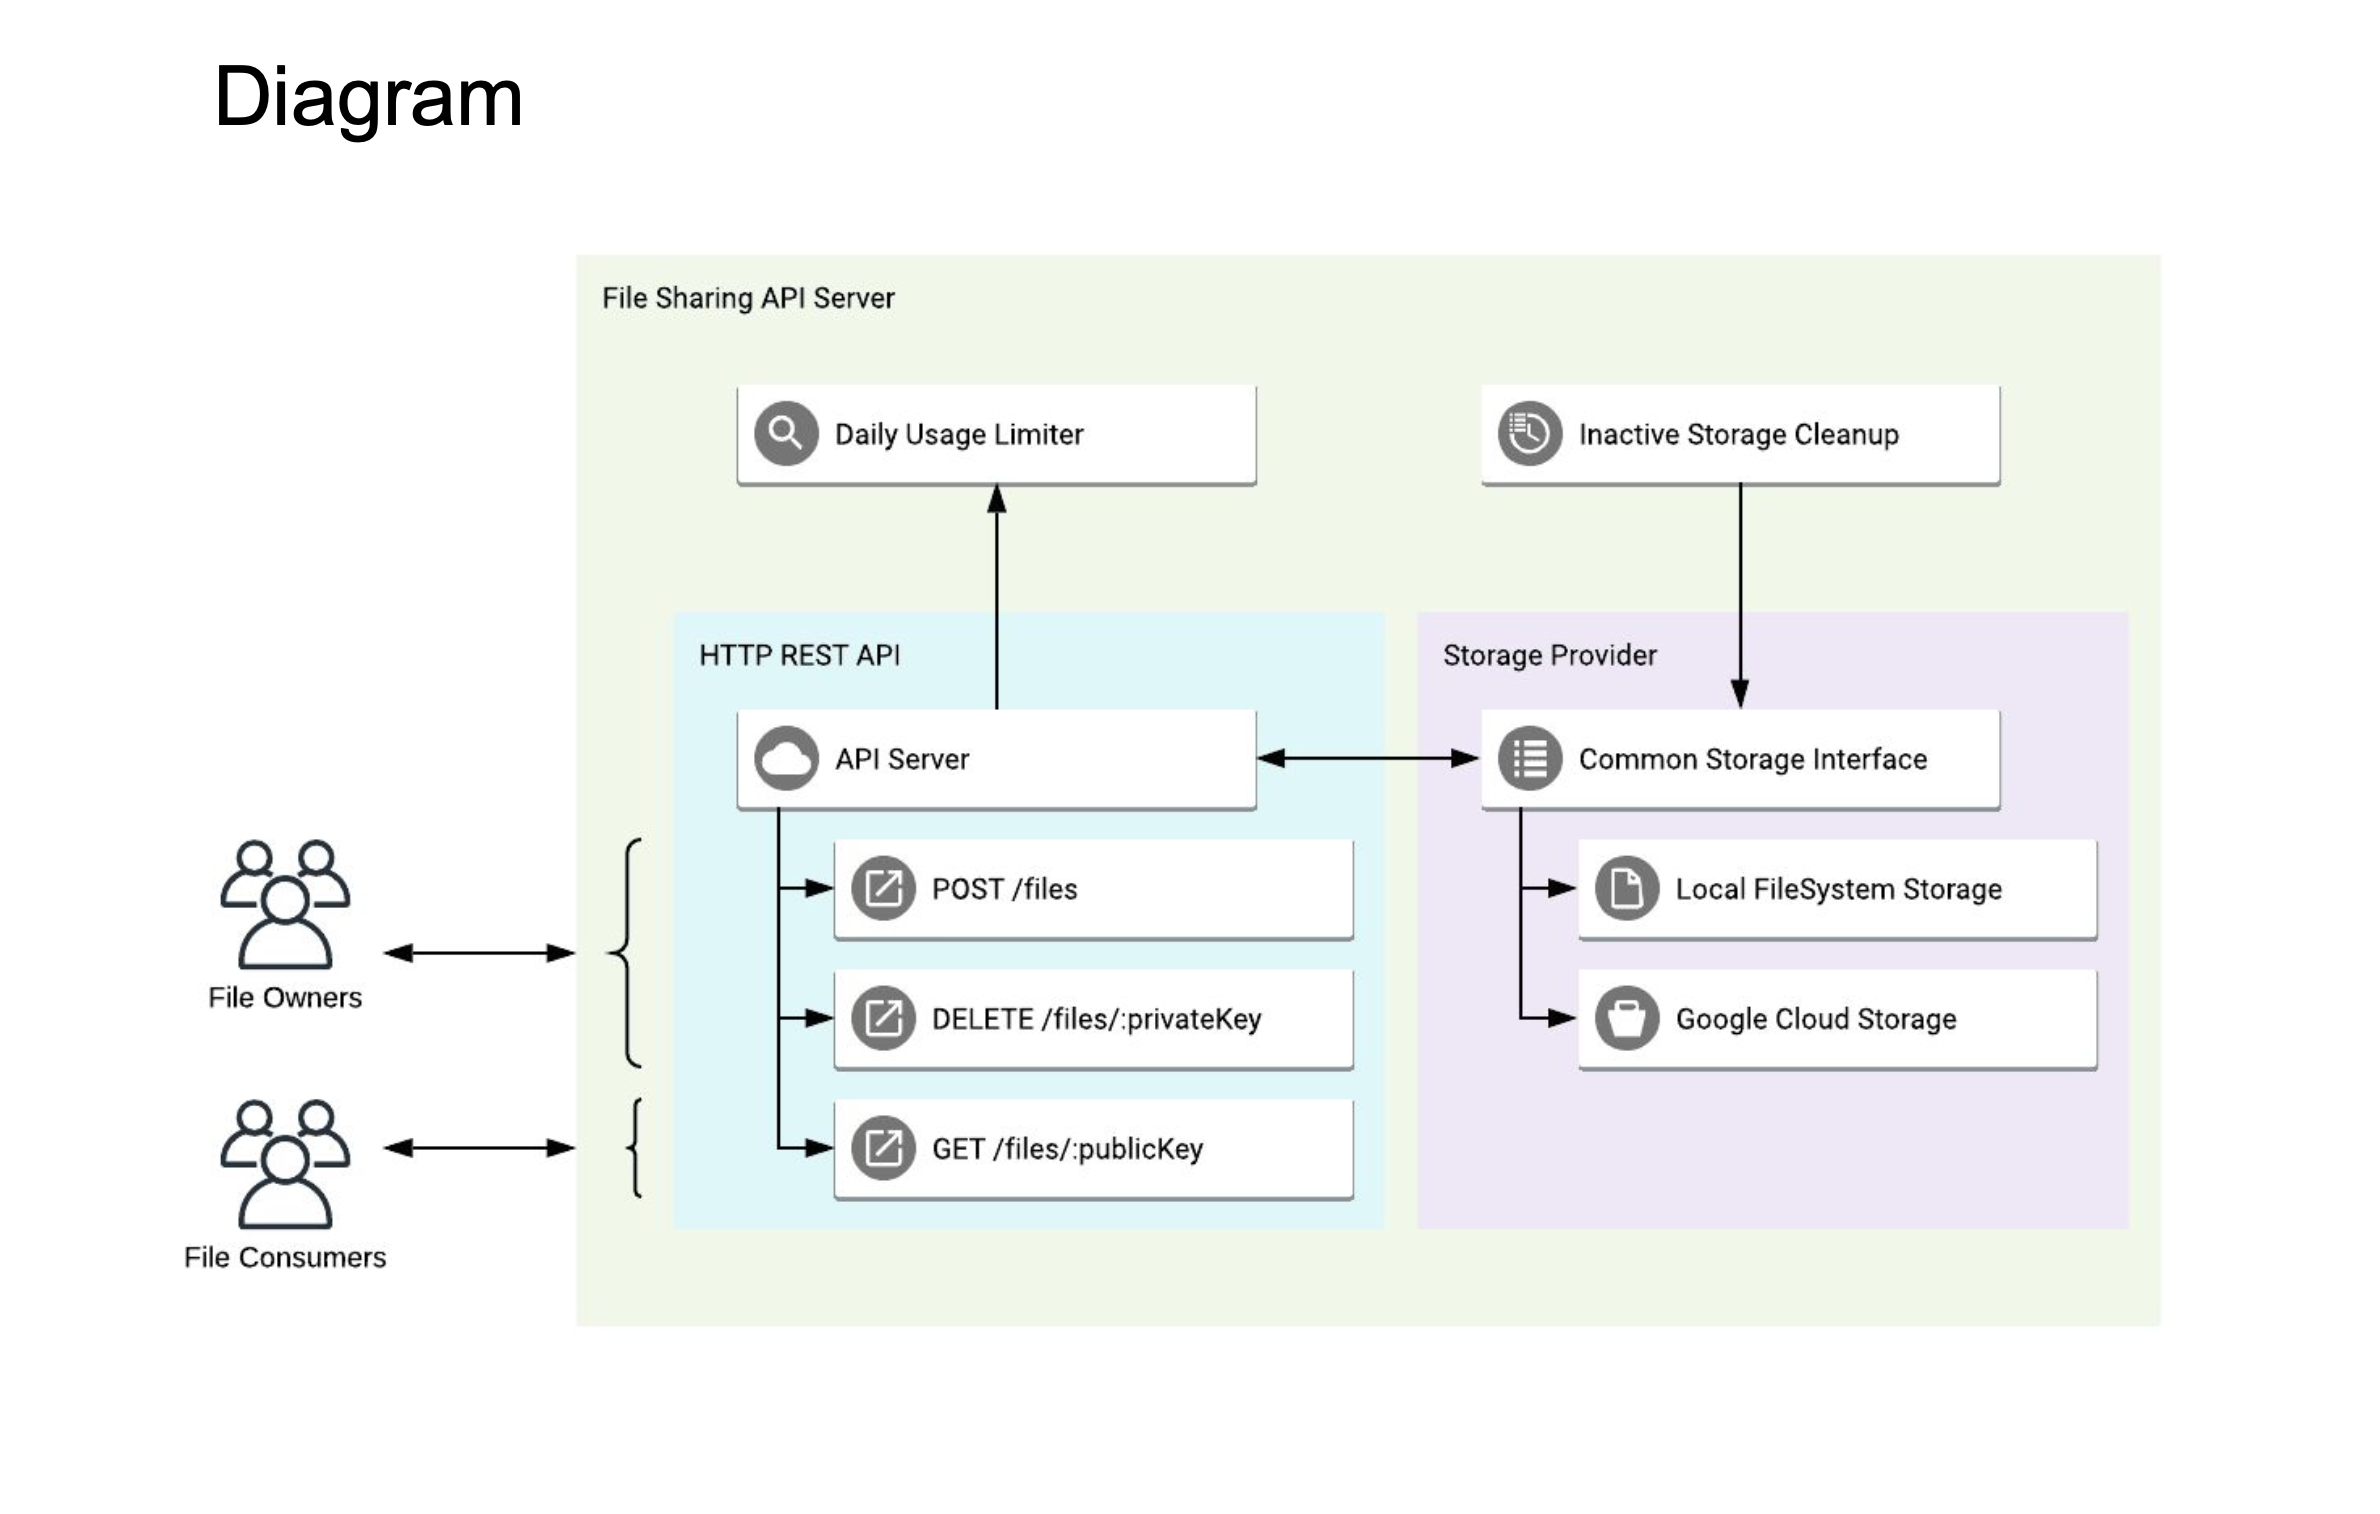 Diagram
File Sharing API Server
Daily Usage Limiter
Inactive Storage Cleanup
HTTP REST API
Storage Provider
API Server
Common Storage Interface
POST /files
Local FileSystem Storage
DELETE /files/:privateKey
Google Cloud Storage
GET /files/:publicKey
File Owners
File Consumers